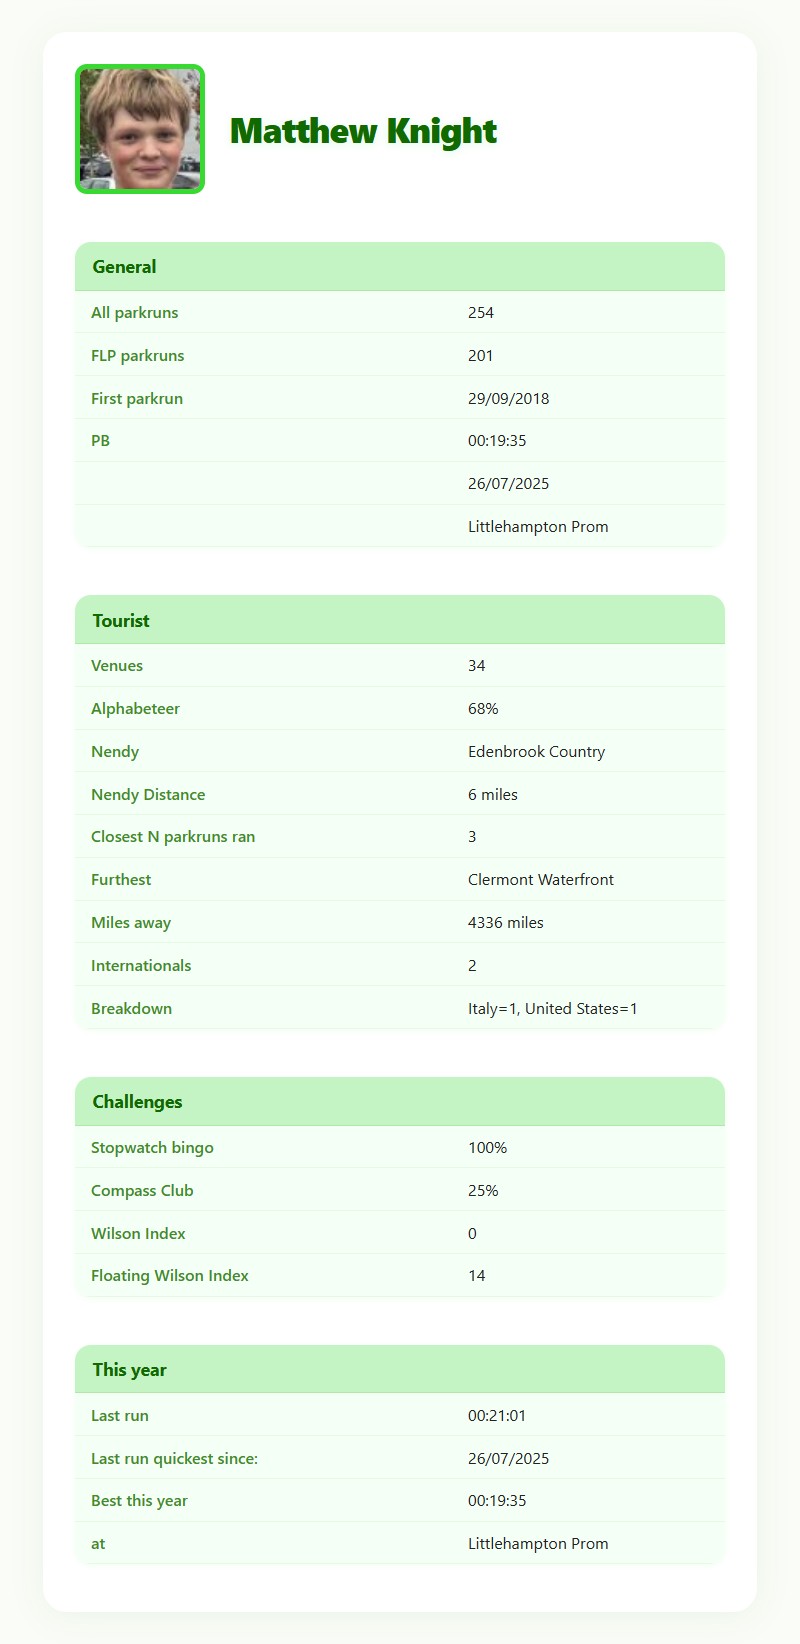 Matthew Knight
General
All parkruns 254
FLP parkruns 201
First parkrun 29/09/2018
PB 00:19:35
26/07/2025
Littlehampton Prom
Tourist
Venues 34
Alphabeteer 68%
Nendy Edenbrook Country
Nendy Distance 6 miles
Closest N parkruns ran 3
Furthest Clermont Waterfront
Miles away 4336 miles
Internationals 2
Breakdown Italy=1, United States=1
Challenges
Stopwatch bingo 100%
Compass Club 25%
Wilson Index 0
Floating Wilson Index 14
This year
Last run 00:21:01
Last run quickest since: 26/07/2025
Best this year 00:19:35
at Littlehampton Prom